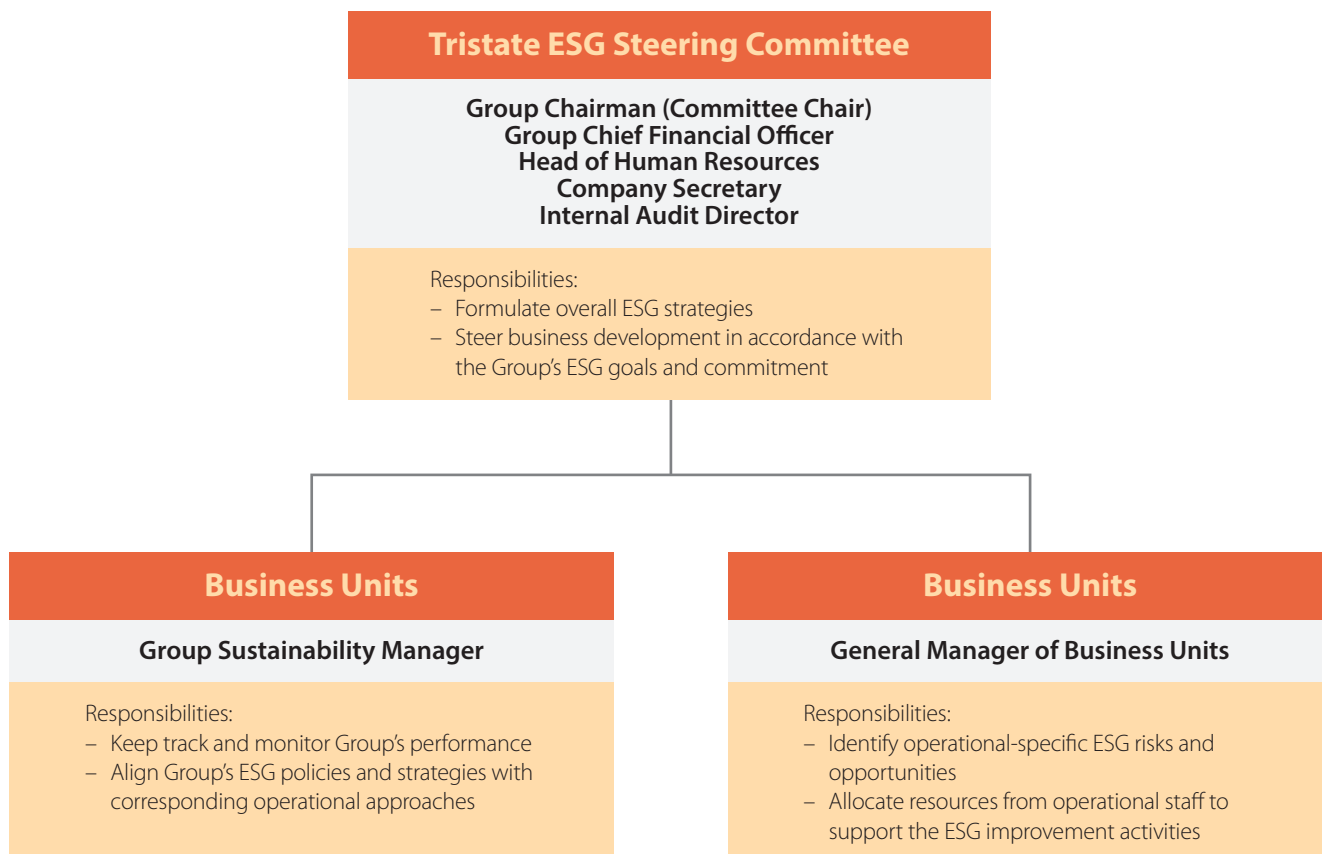 Tristate ESG Steering Committee
Group Chairman (Committee Chair)
Group Chief Financial Officer
Head of Human Resources
Company Secretary
Internal Audit Director
Responsibilities:
– Formulate overall ESG strategies
– Steer business development in accordance with
the Group’s ESG goals and commitment
Business Units
Group Sustainability Manager
Responsibilities:
– Keep track and monitor Group’s performance
– Align Group’s ESG policies and strategies with
corresponding operational approaches
Business Units
General Manager of Business Units
Responsibilities:
– Identify operational-specific ESG risks and
opportunities
– Allocate resources from operational staff to
support the ESG improvement activities